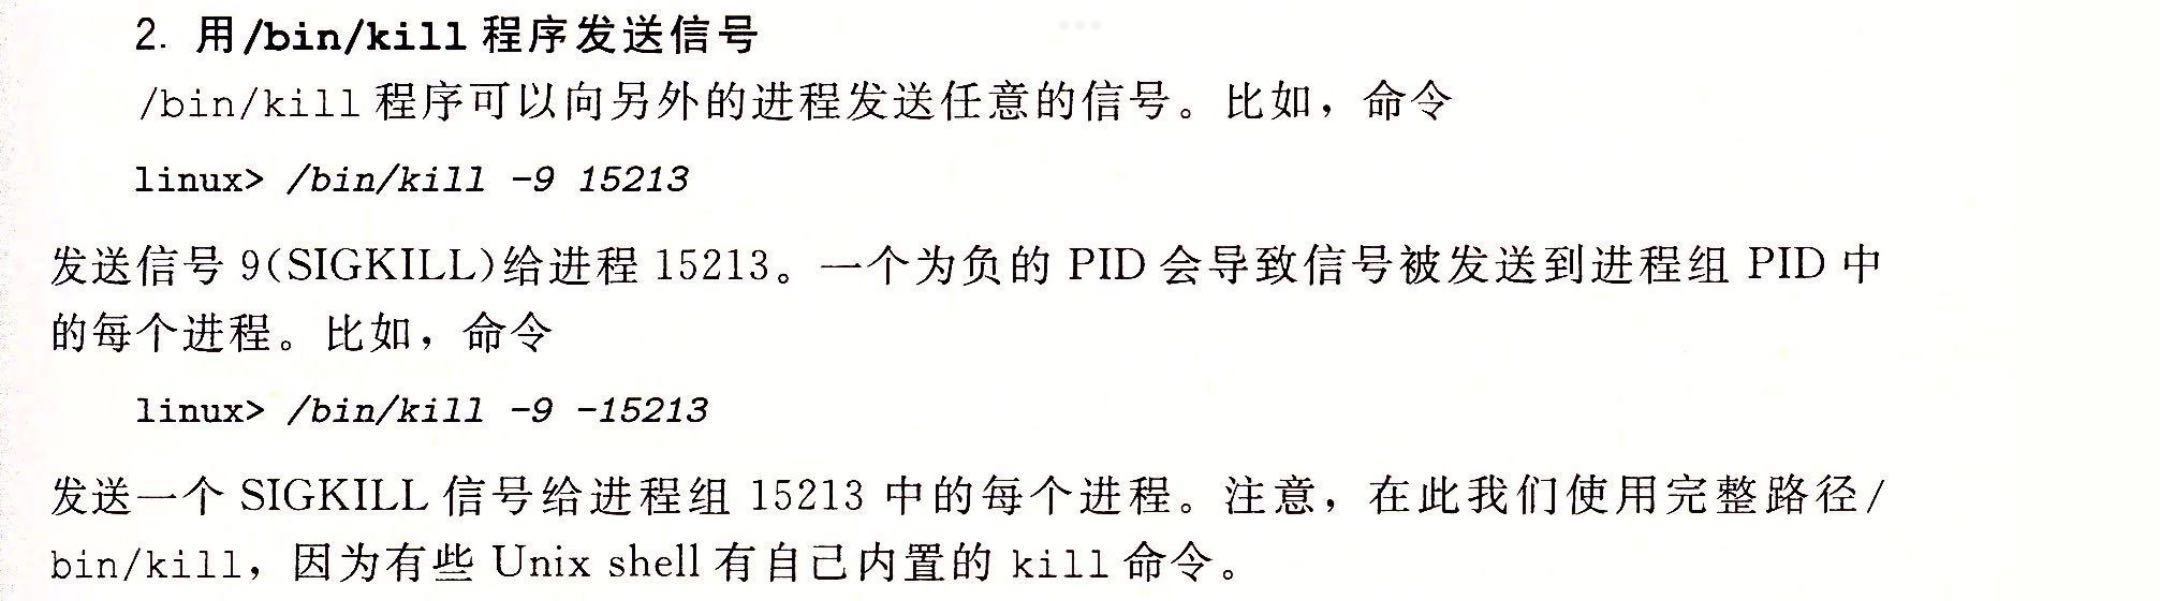 2. 用/bin/kill 程序发送信号
/bin/kill 程序可以向另外的进程发送任意的信号。比如，命令
linux> /bin/kill -9 15213
发送信号 9(SIGKILL)给进程 15213。一个为负的 PID 会导致信号被发送到进程组 PID 中
的每个进程。比如，命令
linux> /bin/kill -9 -15213
发送一个 SIGKILL 信号给进程组 15213 中的每个进程。注意，在此我们使用完整路径/
bin/kill，因为有些 Unix shell 有自己内置的 kill 命令。